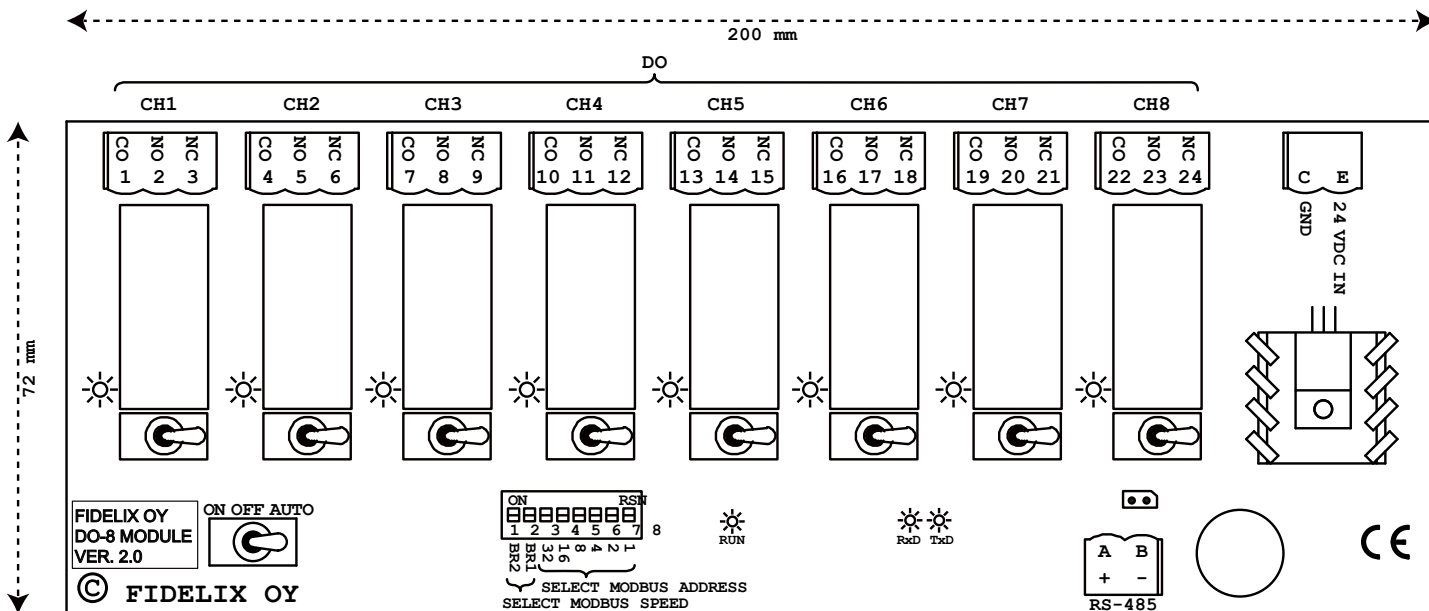 200 mm
DO
CH1 CH2 CH3 CH4 CH5 CH6 CH7 CH8
CO NO NC CO NO NC CO NO NC CO NO NC CO NO NC CO NO NC CO NO NC CO NO NC
1 2 3 4 5 6 7 8 9 10 11 12 13 14 15 16 17 18 19 20 21 22 23 24
C E
GND
24 VDC IN
72 mm
FIDELIX OY
DO-8 MODULE
VER. 2.0
ON OFF AUTO
© FIDELIX OY
ON RSN
1 2 3 4 5 6 7 8
BR2 BR1 32 16 8 4 2 1
SELECT MODBUS ADDRESS
SELECT MODBUS SPEED
RUN
RxD TxD
A B
+ -
RS-485
CE